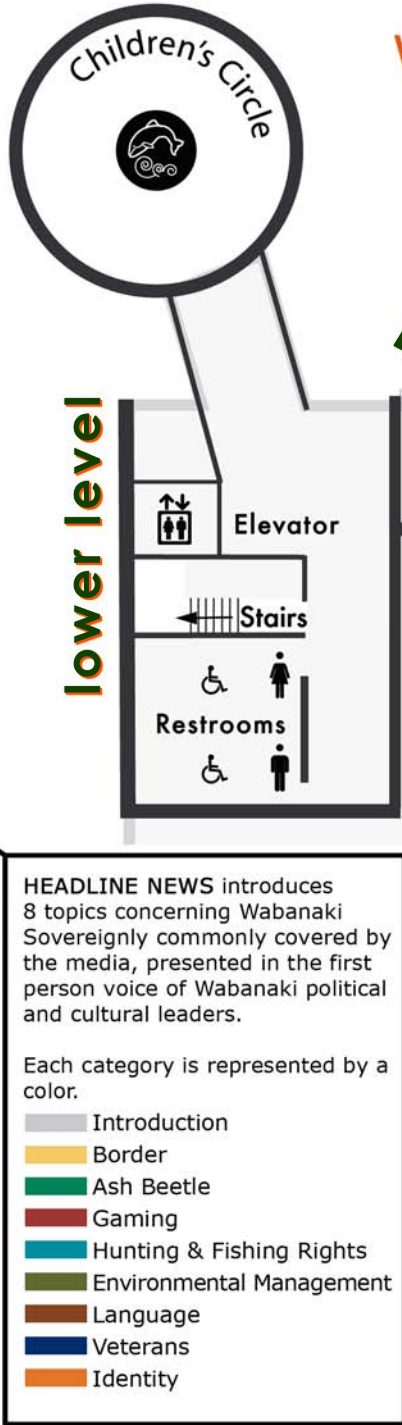 Children's Circle
lower level
Elevator
Stairs
Restrooms
HEADLINE NEWS introduces
8 topics concerning Wabanaki
Sovereignly commonly covered by
the media, presented in the first
person voice of Wabanaki political
and cultural leaders.
Each category is represented by a
color.
Introduction
Border
Ash Beetle
Gaming
Hunting & Fishing Rights
Environmental Management
Language
Veterans
Identity